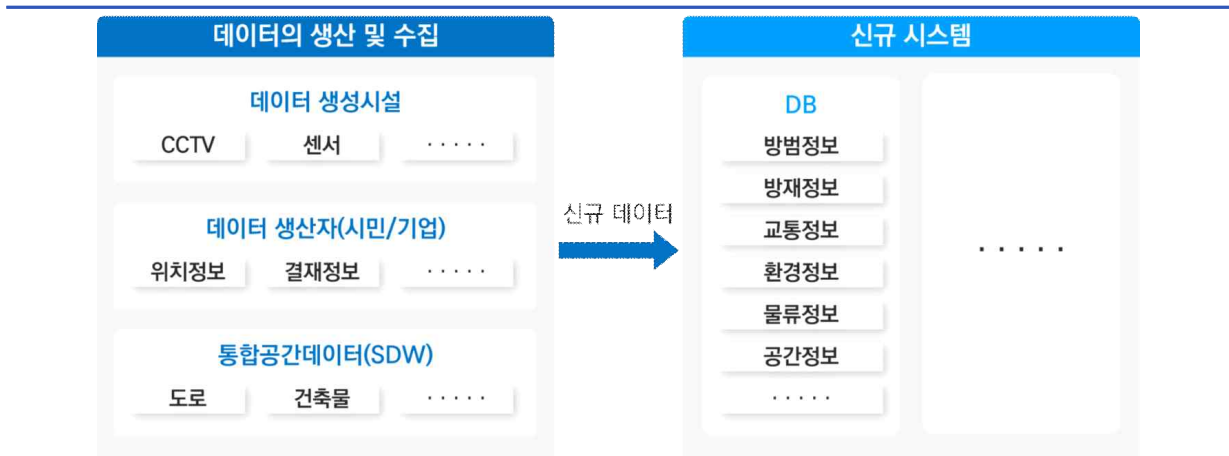 데이터의 생산 및 수집
데이터 생성시설
CCTV 센서 · · · · ·
데이터 생산자(시민/기업)
위치정보 결재정보 · · · · ·
통합공간데이터(SDW)
도로 건축물 · · · · ·
신규 데이터
신규 시스템
DB
방범정보
방재정보
교통정보
환경정보
물류정보
공간정보
· · · · ·
· · · · ·